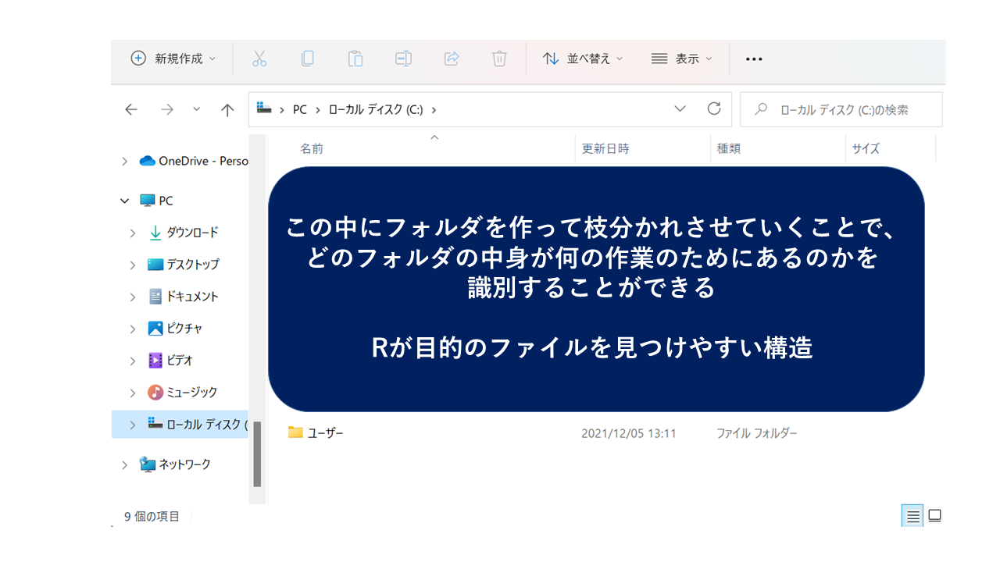 新規作成
並べ替え
表示
PC
ローカル ディスク (C:)
ローカル ディスク (C:)の検索
名前
更新日時
種類
サイズ
OneDrive - Perso
PC
ダウンロード
デスクトップ
ドキュメント
ピクチャ
ビデオ
ミュージック
ローカル ディスク (
ネットワーク
この中にフォルダを作って枝分かれさせていくことで、
どのフォルダの中身が何の作業のためにあるのかを
識別することができる
Rが目的のファイルを見つけやすい構造
ユーザー
2021/12/05 13:11
ファイル フォルダー
9 個の項目